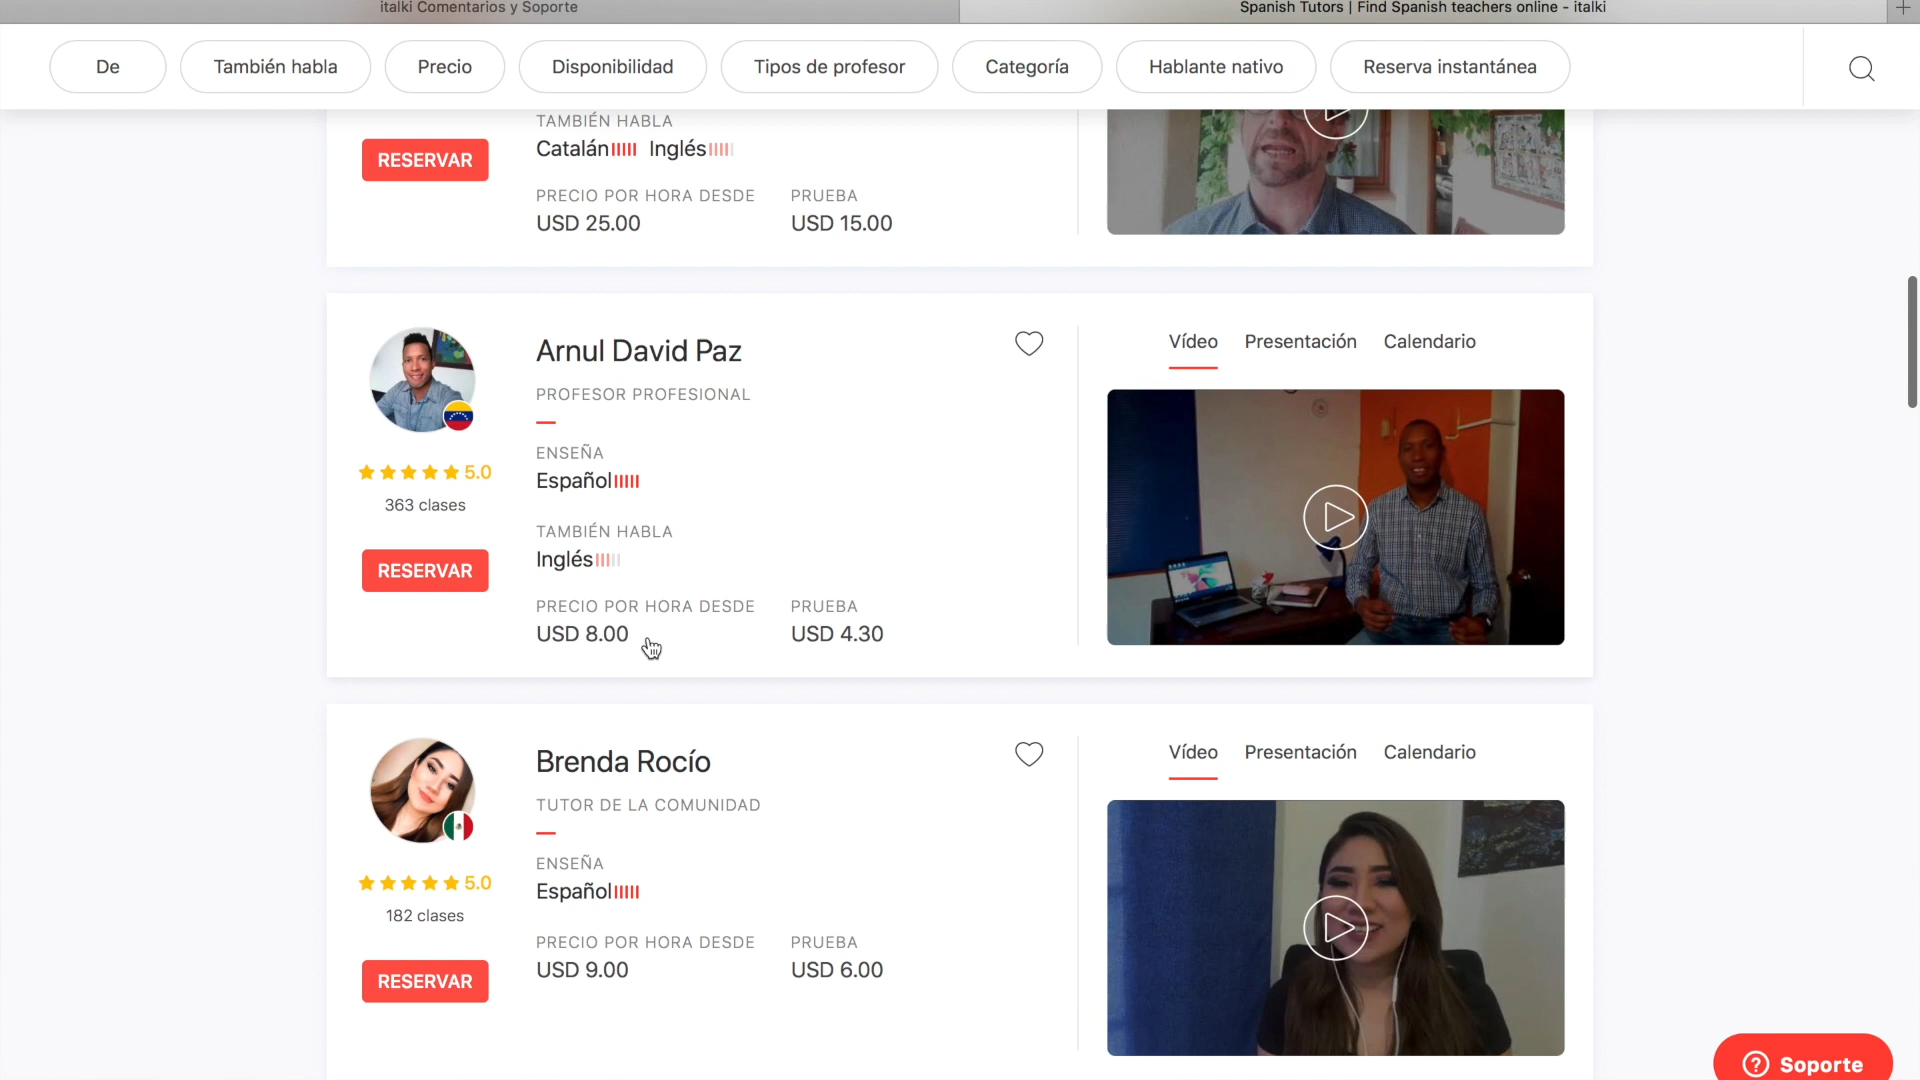 italki Comentarios y Soporte
Spanish Tutors | Find Spanish teachers online - italki
De
También habla
Precio
Disponibilidad
Tipos de profesor
Categoría
Hablante nativo
Reserva instantánea
RESERVAR
TAMBIÉN HABLA
Catalán Inglés
PRECIO POR HORA DESDE PRUEBA
USD 25.00 USD 15.00
Arnul David Paz
PROFESOR PROFESIONAL
5.0
363 clases
RESERVAR
ENSEÑA
Español
TAMBIÉN HABLA
Inglés
PRECIO POR HORA DESDE PRUEBA
USD 8.00 USD 4.30
Vídeo Presentación Calendario
Brenda Rocío
TUTOR DE LA COMUNIDAD
5.0
182 clases
RESERVAR
ENSEÑA
Español
PRECIO POR HORA DESDE PRUEBA
USD 9.00 USD 6.00
Vídeo Presentación Calendario
? Soporte